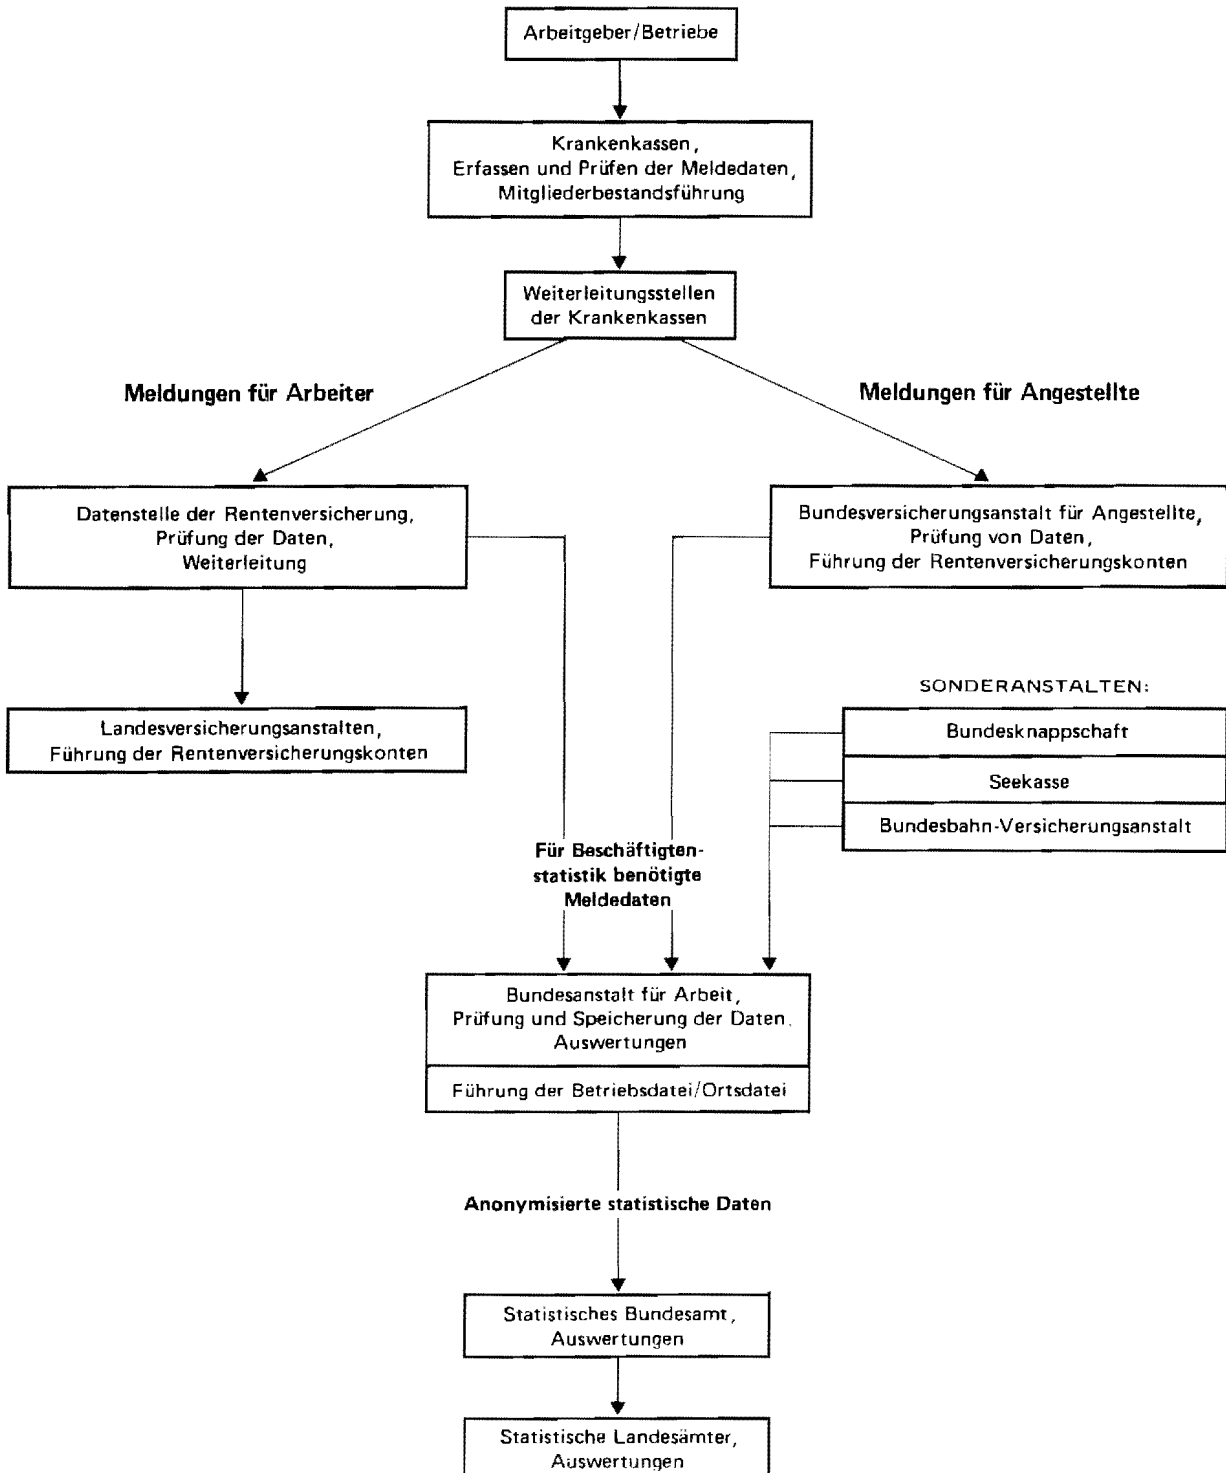 Arbeitgeber/Betriebe
Krankenkassen,
Erfassen und Prüfen der Meldedaten,
Mitgliederbestandsführung
Weiterleitungsstellen
der Krankenkassen
Meldungen für Arbeiter
Meldungen für Angestellte
Datenstelle der Rentenversicherung,
Prüfung der Daten,
Weiterleitung
Bundesversicherungsanstalt für Angestellte,
Prüfung von Daten,
Führung der Rentenversicherungskonten
Landesversicherungsanstalten,
Führung der Rentenversicherungskonten
SONDERANSTALTEN:
Bundesknappschaft
Seekasse
Bundesbahn-Versicherungsanstalt
Für Beschäftigten-
statistik benötigte
Meldedaten
Bundesanstalt für Arbeit,
Prüfung und Speicherung der Daten,
Auswertungen
Führung der Betriebsdatei/Ortsdatei
Anonymisierte statistische Daten
Statistisches Bundesamt,
Auswertungen
Statistische Landesämter,
Auswertungen